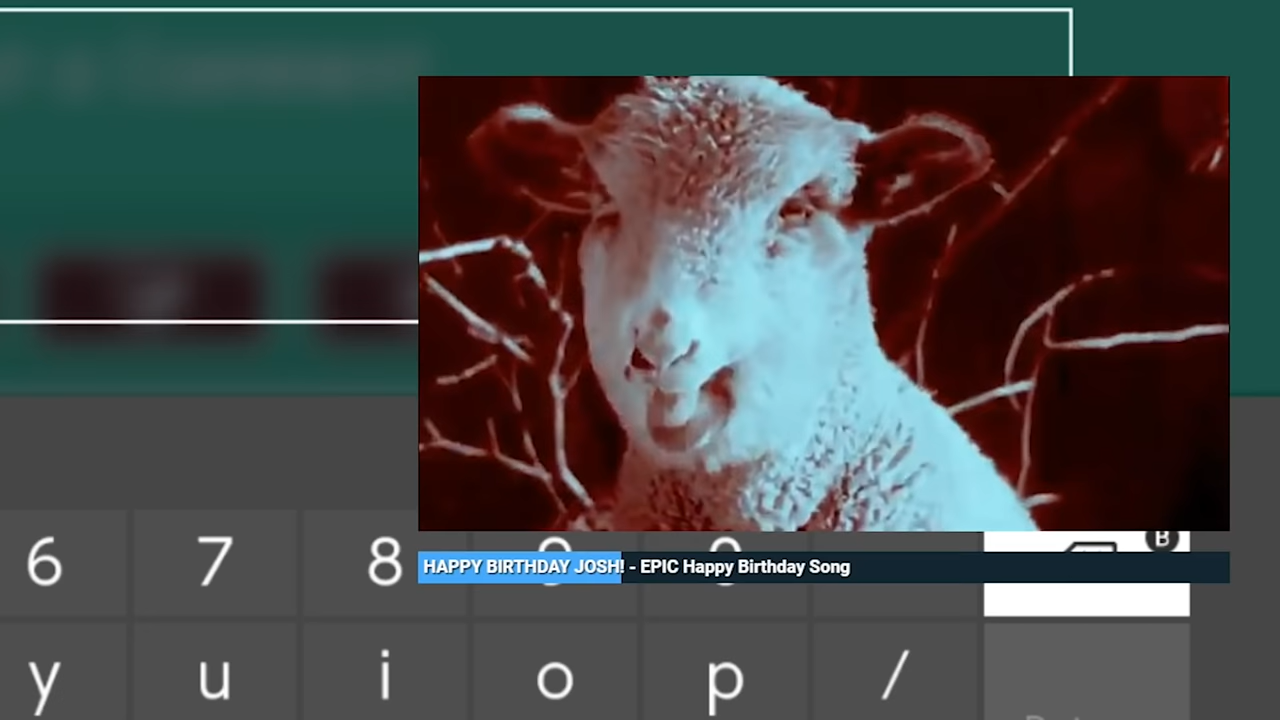 6 7 8
B
HAPPY BIRTHDAY JOSH! - EPIC Happy Birthday Song
y u i o p /